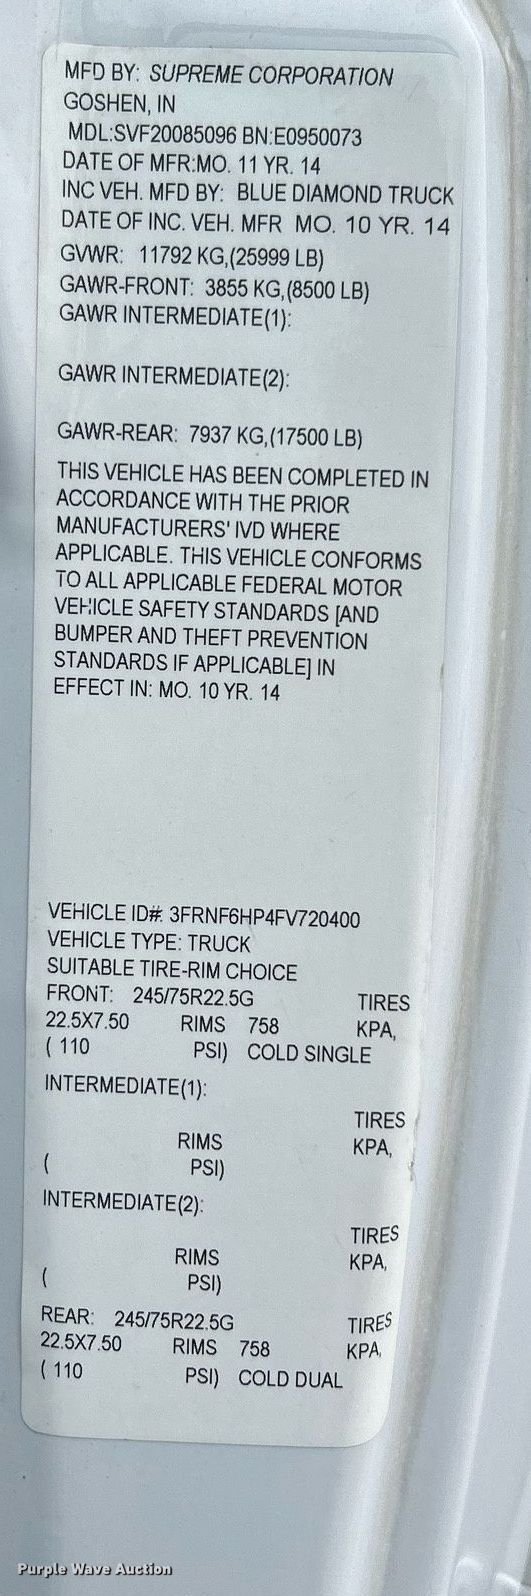 MFD BY: SUPREME CORPORATION
GOSHEN, IN
MDL:SVF20085096 BN:E0950073
DATE OF MFR:MO. 11 YR. 14
INC VEH. MFD BY: BLUE DIAMOND TRUCK
DATE OF INC. VEH. MFR MO. 10 YR. 14
GVWR: 11792 KG,(25999 LB)
GAWR-FRONT: 3855 KG,(8500 LB)
GAWR INTERMEDIATE(1):
GAWR INTERMEDIATE(2):
GAWR-REAR: 7937 KG,(17500 LB)
THIS VEHICLE HAS BEEN COMPLETED IN
ACCORDANCE WITH THE PRIOR
MANUFACTURERS' IVD WHERE
APPLICABLE. THIS VEHICLE CONFORMS
TO ALL APPLICABLE FEDERAL MOTOR
VEHICLE SAFETY STANDARDS [AND
BUMPER AND THEFT PREVENTION
STANDARDS IF APPLICABLE] IN
EFFECT IN: MO. 10 YR. 14
VEHICLE ID#: 3FRNF6HP4FV720400
VEHICLE TYPE: TRUCK
SUITABLE TIRE-RIM CHOICE
FRONT: 245/75R22.5G TIRES
22.5X7.50 RIMS 758 KPA,
( 110 PSI) COLD SINGLE
INTERMEDIATE(1):
TIRES
RIMS KPA,
( PSI)
INTERMEDIATE(2):
TIRES
RIMS KPA,
( PSI)
REAR: 245/75R22.5G TIRES
22.5X7.50 RIMS 758 KPA,
( 110 PSI) COLD DUAL
Purple Wave Auction